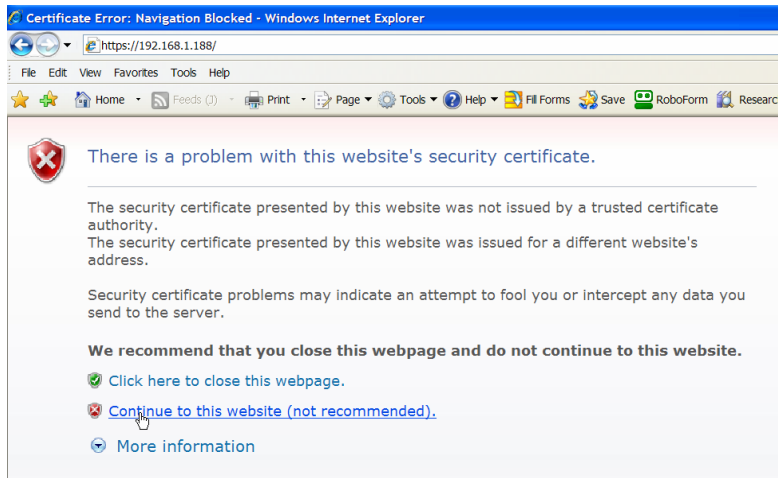 Certificate Error: Navigation Blocked - Windows Internet Explorer
https://192.168.1.188/
File Edit View Favorites Tools Help
Home Feeds (J) Print Page Tools Help Fill Forms Save RoboForm Researc
There is a problem with this website's security certificate.
The security certificate presented by this website was not issued by a trusted certificate
authority.
The security certificate presented by this website was issued for a different website's
address.
Security certificate problems may indicate an attempt to fool you or intercept any data you
send to the server.
We recommend that you close this webpage and do not continue to this website.
Click here to close this webpage.
Continue to this website (not recommended).
More information